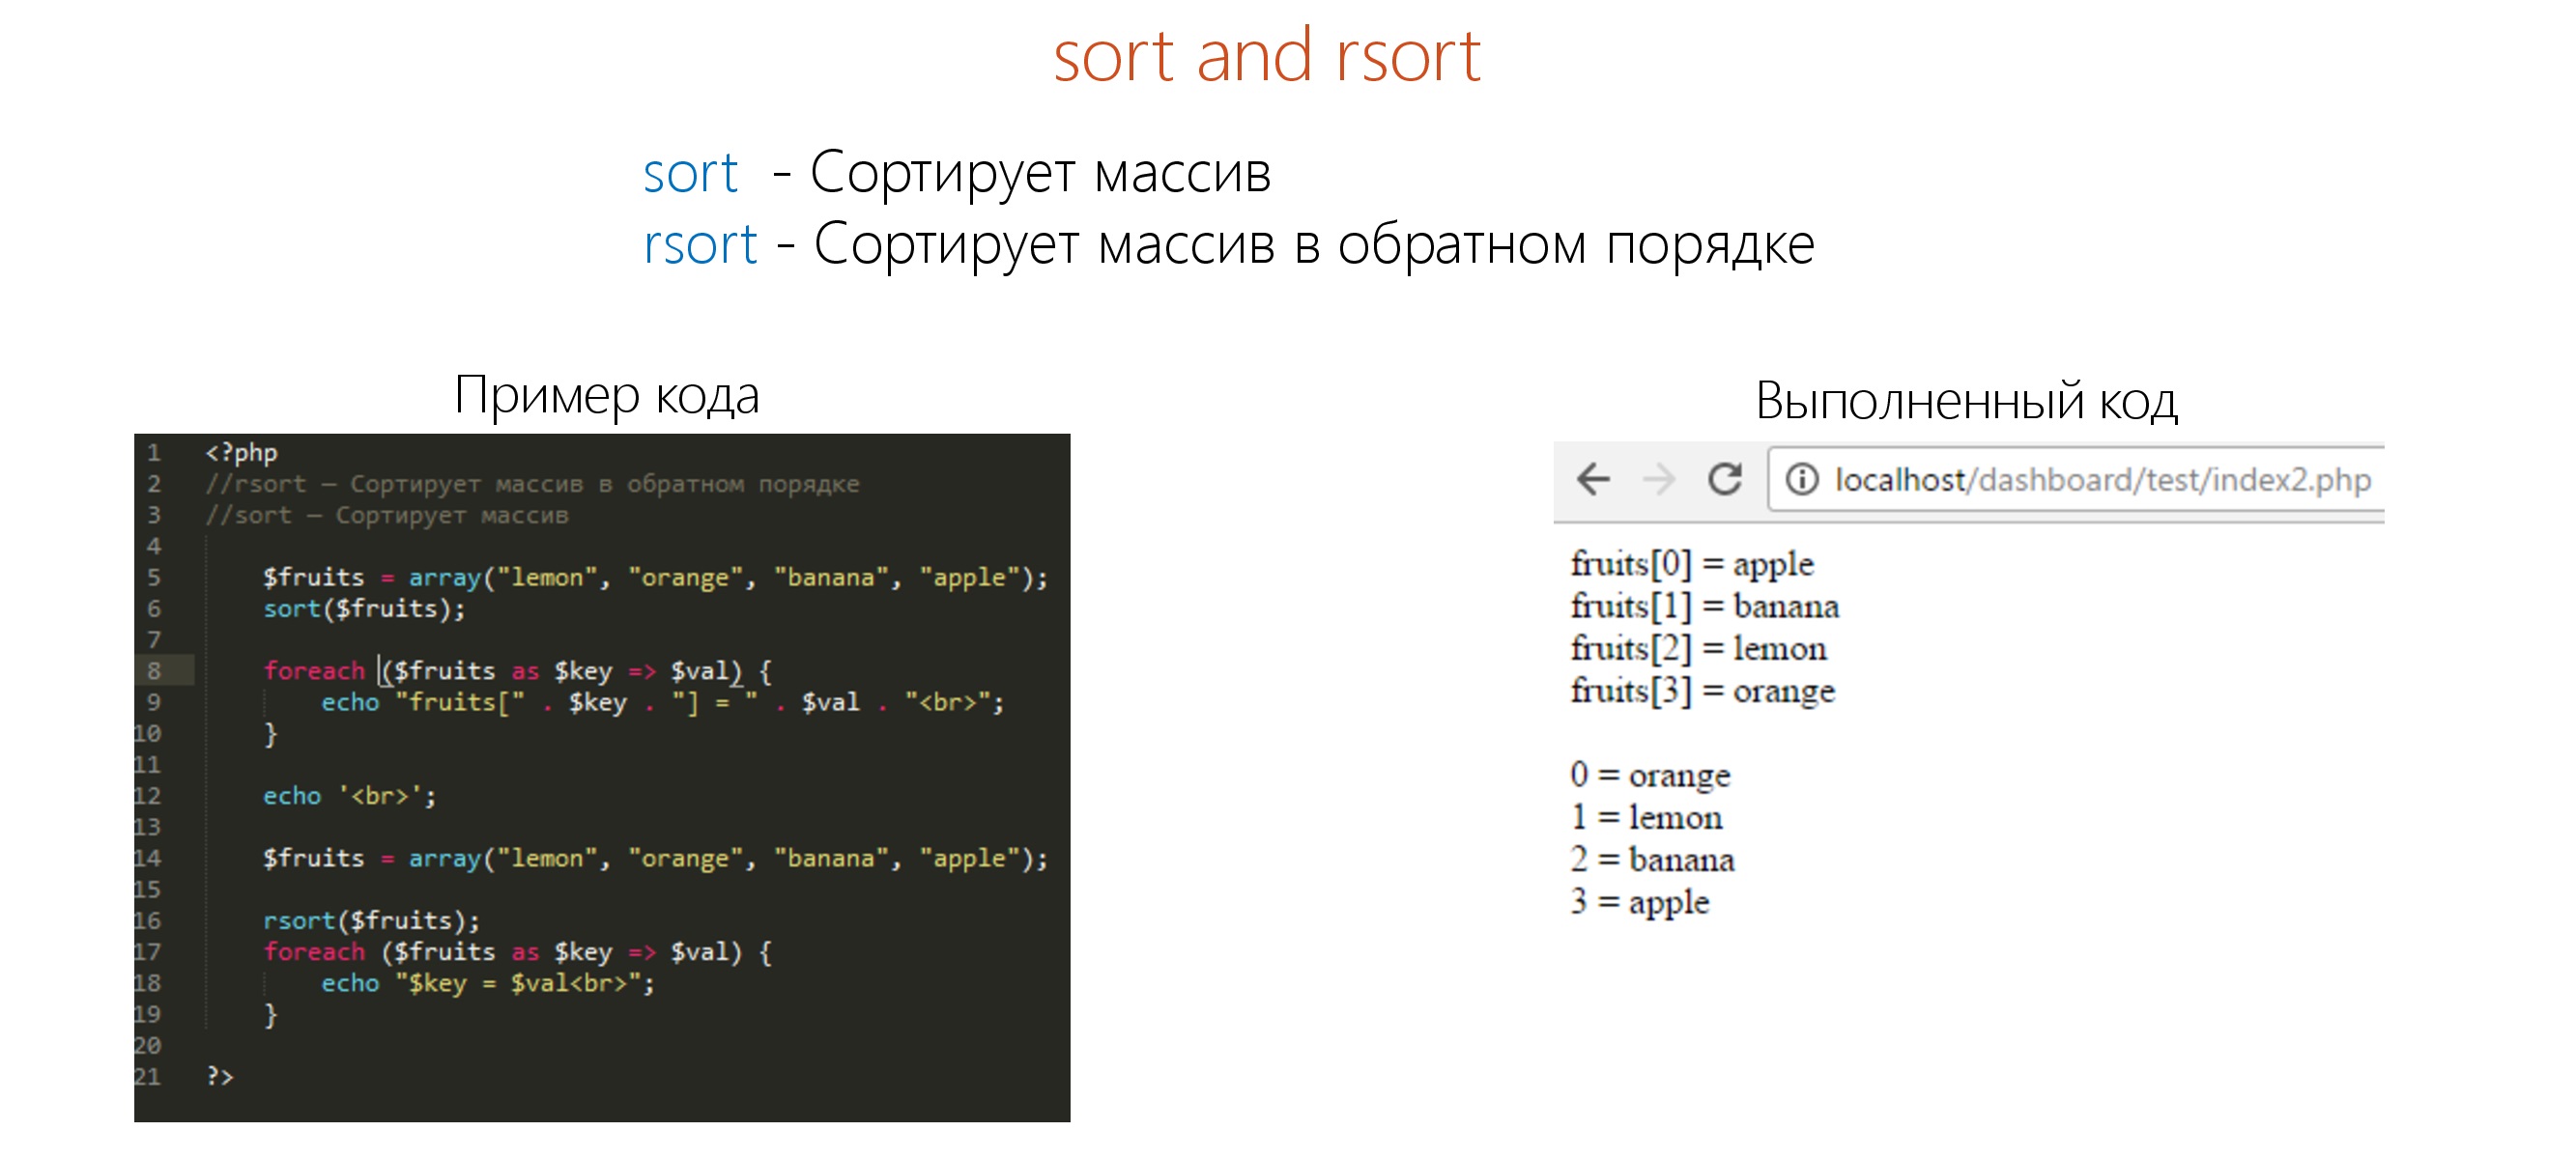 sort and rsort
sort - Сортирует массив
rsort - Сортирует массив в обратном порядке
Пример кода
1 <?php
2 //rsort — Сортирует массив в обратном порядке
3 //sort — Сортирует массив
4
5 $fruits = array("lemon", "orange", "banana", "apple");
6 sort($fruits);
7
8 foreach ($fruits as $key => $val) {
9 echo "fruits[" . $key . "] = " . $val . "<br>";
10 }
11
12 echo '<br>';
13
14 $fruits = array("lemon", "orange", "banana", "apple");
15
16 rsort($fruits);
17 foreach ($fruits as $key => $val) {
18 echo "$key = $val<br>";
19 }
20
21 ?>
Выполненный код
localhost/dashboard/test/index2.php
fruits[0] = apple
fruits[1] = banana
fruits[2] = lemon
fruits[3] = orange
0 = orange
1 = lemon
2 = banana
3 = apple